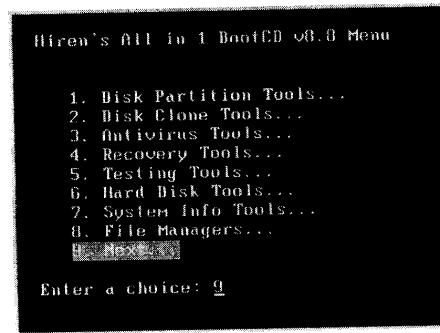 Hiren's All in 1 BootCD v8.8 Menu
1. Disk Partition Tools...
2. Disk Clone Tools...
3. Antivirus Tools...
4. Recovery Tools...
5. Testing Tools...
6. Hard Disk Tools...
7. System Info Tools...
8. File Managers...
9. Next...
Enter a choice: 9